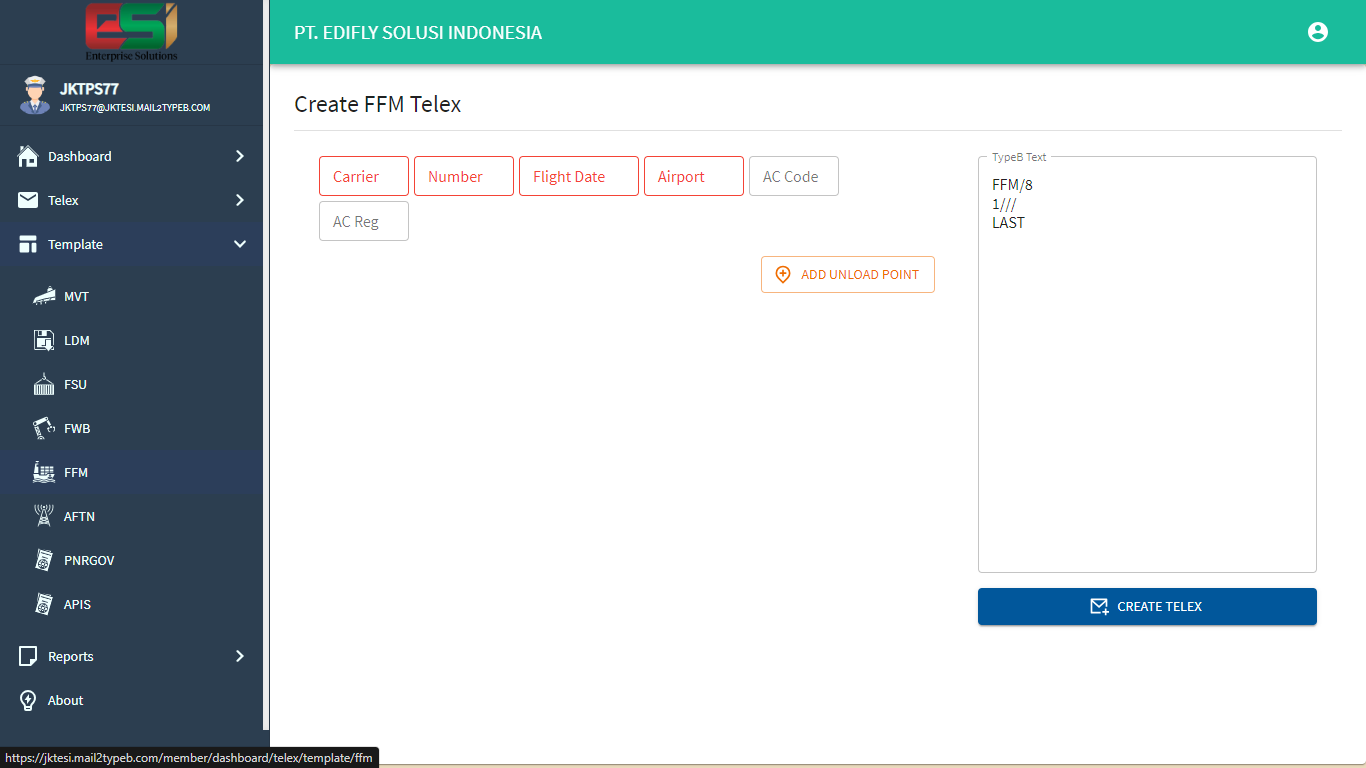 ESi
Enterprise Solutions
PT. EDIFLY SOLUSI INDONESIA
JKTPS77
JKTPS77@JKTESI.MAIL2TYPEB.COM
Dashboard
Telex
Template
MVT
LDM
FSU
FWB
FFM
AFTN
PNRGOV
APIS
Reports
About
Create FFM Telex
Carrier
Number
Flight Date
Airport
AC Code
AC Reg
ADD UNLOAD POINT
TypeB Text
FFM/8
1///
LAST
CREATE TELEX
https://jktesi.mail2typeb.com/member/dashboard/telex/template/ffm